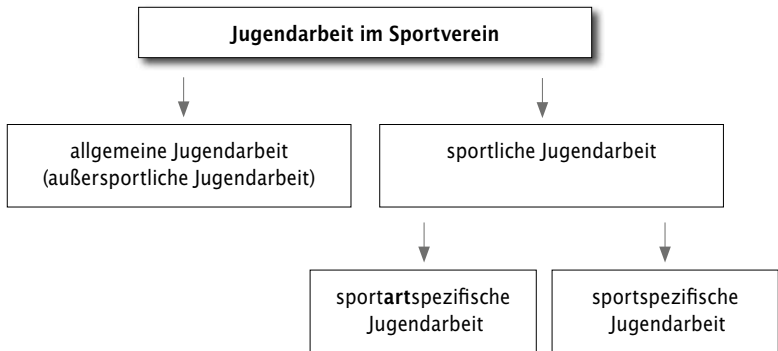 Jugendarbeit im Sportverein
allgemeine Jugendarbeit
(außersportliche Jugendarbeit)
sportliche Jugendarbeit
sportartspezifische
Jugendarbeit
sportspezifische
Jugendarbeit